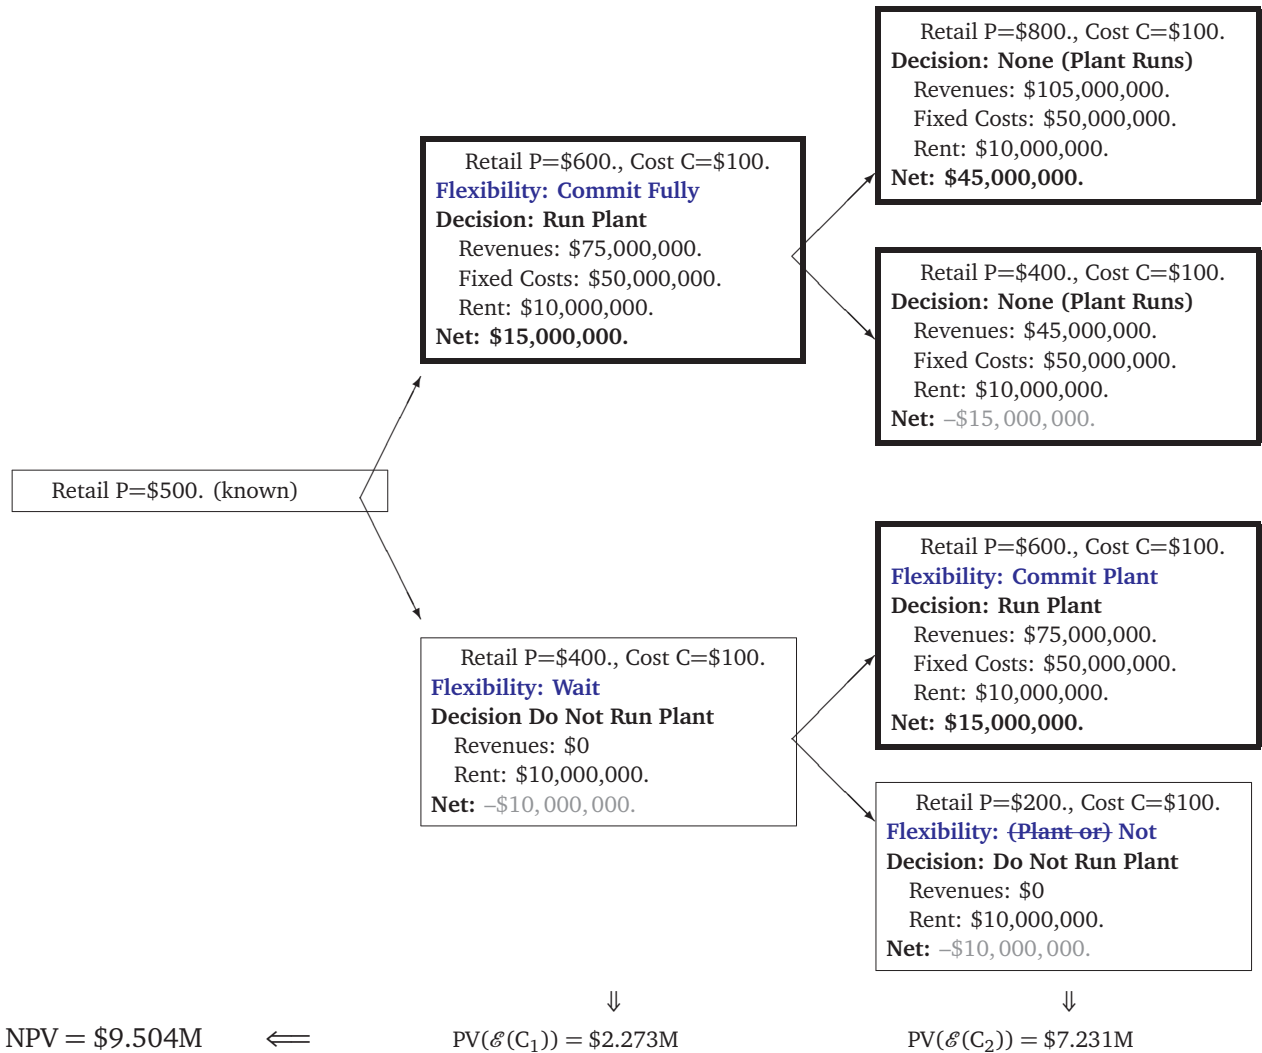 Retail P=$800., Cost C=$100.
Decision: None (Plant Runs)
Revenues: $105,000,000.
Fixed Costs: $50,000,000.
Rent: $10,000,000.
Net: $45,000,000.
Retail P=$600., Cost C=$100.
Flexibility: Commit Fully
Decision: Run Plant
Revenues: $75,000,000.
Fixed Costs: $50,000,000.
Rent: $10,000,000.
Net: $15,000,000.
Retail P=$400., Cost C=$100.
Decision: None (Plant Runs)
Revenues: $45,000,000.
Fixed Costs: $50,000,000.
Rent: $10,000,000.
Net: –$15,000,000.
Retail P=$500. (known)
Retail P=$600., Cost C=$100.
Flexibility: Commit Plant
Decision: Run Plant
Revenues: $75,000,000.
Fixed Costs: $50,000,000.
Rent: $10,000,000.
Net: $15,000,000.
Retail P=$400., Cost C=$100.
Flexibility: Wait
Decision Do Not Run Plant
Revenues: $0
Rent: $10,000,000.
Net: –$10,000,000.
Retail P=$200., Cost C=$100.
Flexibility: (Plant or) Not
Decision: Do Not Run Plant
Revenues: $0
Rent: $10,000,000.
Net: –$10,000,000.
⇓ ⇓
NPV = $9.504M ⟸ PV(ℰ(C₁)) = $2.273M PV(ℰ(C₂)) = $7.231M